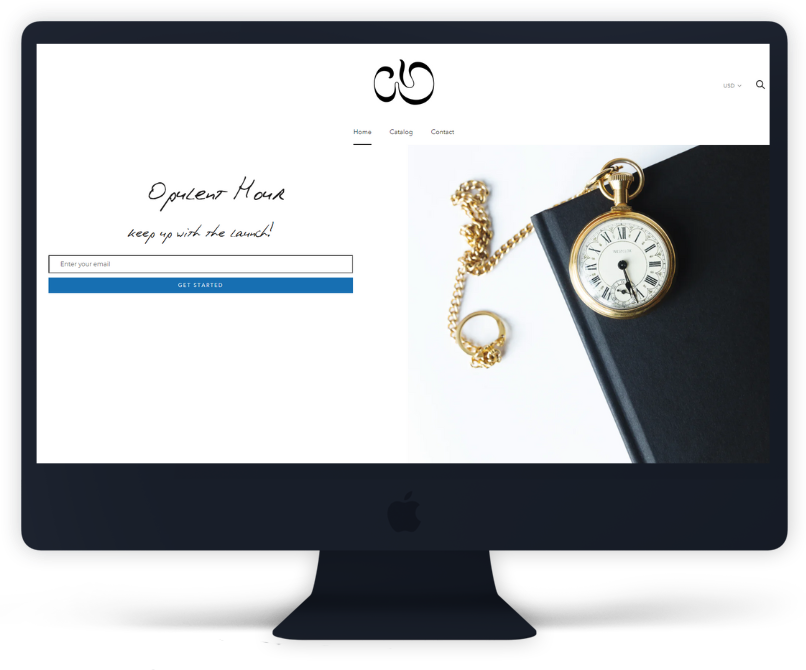 USD
Home Catalog Contact
Opulent Hour
keep up with the launch!
Enter your email
GET STARTED